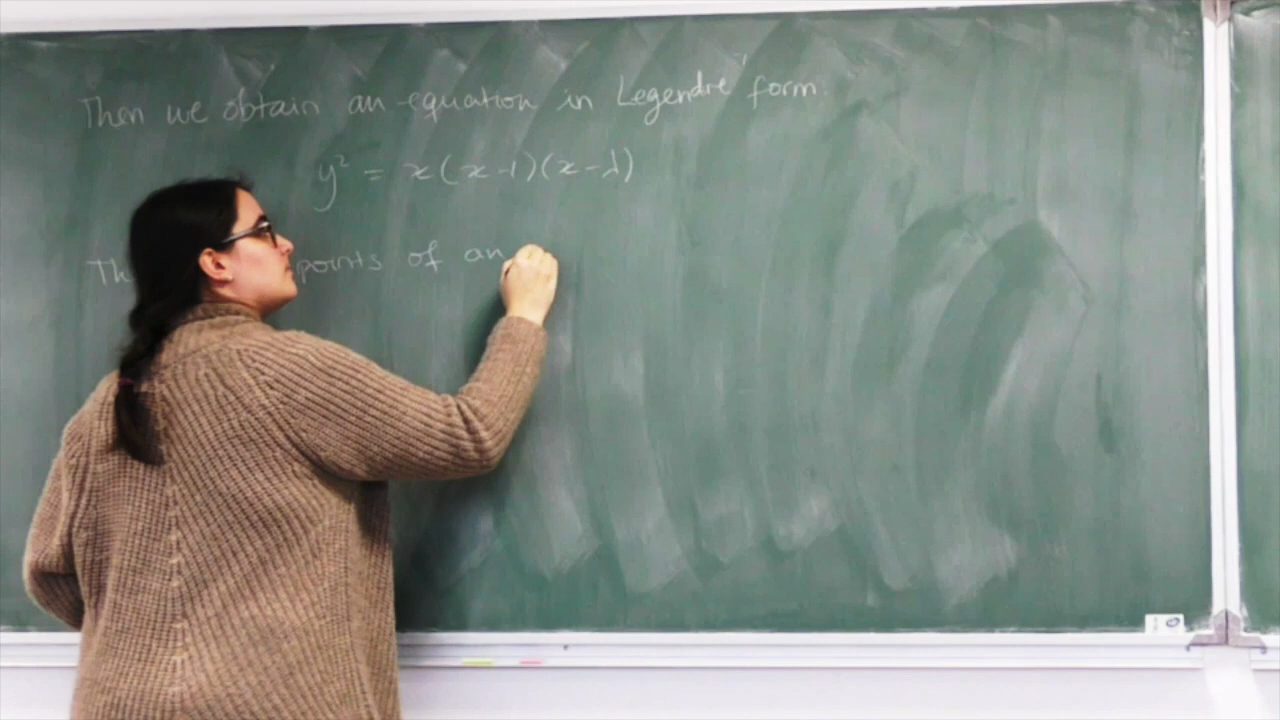 Then we obtain an equation in Legendre form:
y² = x(x-1)(x-λ)
points of an